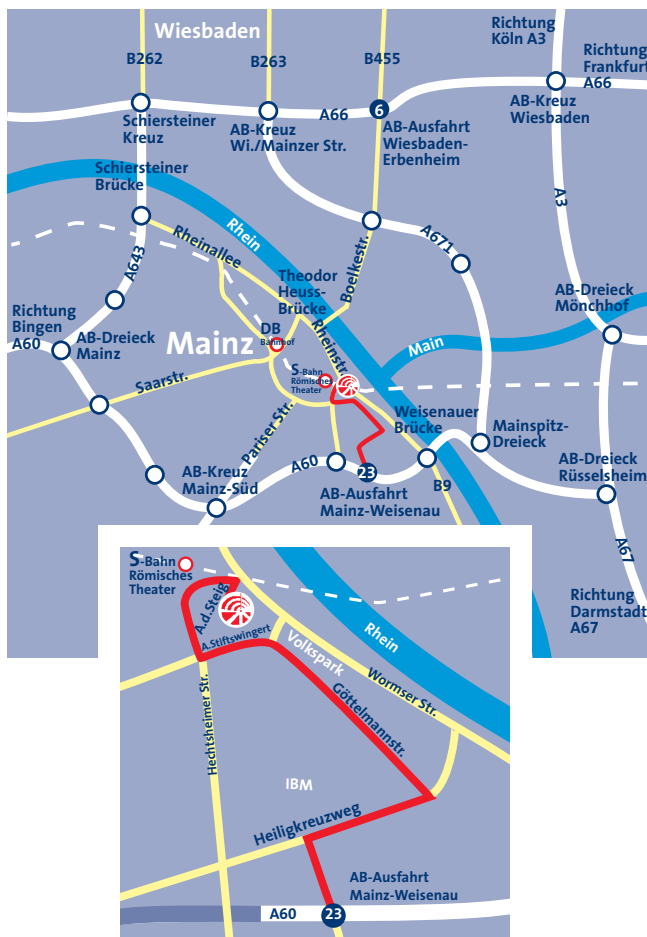 Wiesbaden
B262
B263
B455
Richtung
Köln A3
Richtung
Frankfurt
A66
Schiersteiner
Kreuz
AB-Kreuz
Wi./Mainzer Str.
A66
6
AB-Ausfahrt
Wiesbaden-
Erbenheim
AB-Kreuz
Wiesbaden
Schiersteiner
Brücke
Rhein
A3
A643
Rheinallee
Theodor
Heuss-
Brücke
Boelkestr.
A671
AB-Dreieck
Mönchhof
Richtung
Bingen
A60
AB-Dreieck
Mainz
Mainz
DB
Bahnhof
Rheinstr.
Main
Saarstr.
S-Bahn
Römisches
Theater
Pariser Str.
Weisenauer
Brücke
Mainspitz-
Dreieck
AB-Kreuz
Mainz-Süd
A60
23
AB-Ausfahrt
Mainz-Weisenau
B9
AB-Dreieck
Rüsselsheim
A67
Richtung
Darmstadt
A67
S-Bahn
Römisches
Theater
A.d.Steig
A.Stiftswingert
Volkspark
Rhein
Wormser Str.
Göttelmannstr.
Hechtsheimer Str.
IBM
Heiligkreuzweg
AB-Ausfahrt
Mainz-Weisenau
A60
23